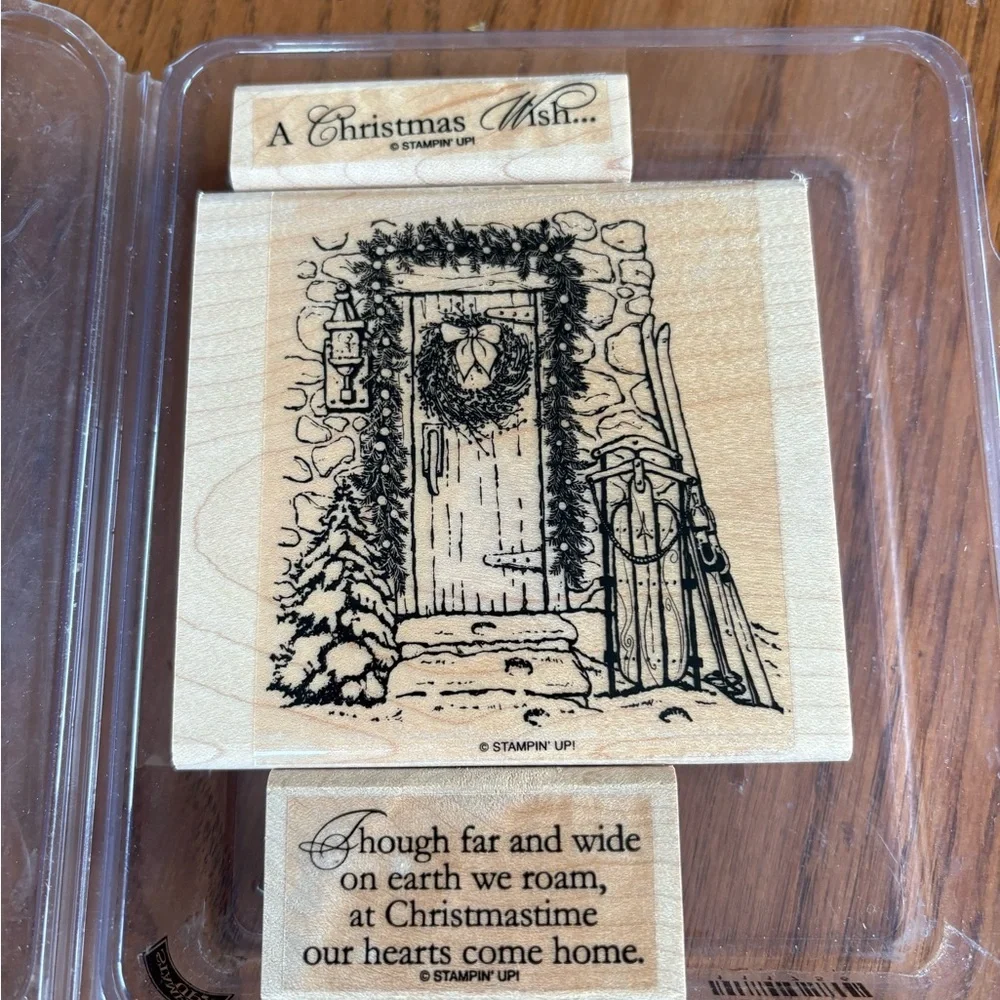 A Christmas Wish...
© STAMPIN' UP!
© STAMPIN' UP!
Though far and wide
on earth we roam,
at Christmastime
our hearts come home.
© STAMPIN' UP!